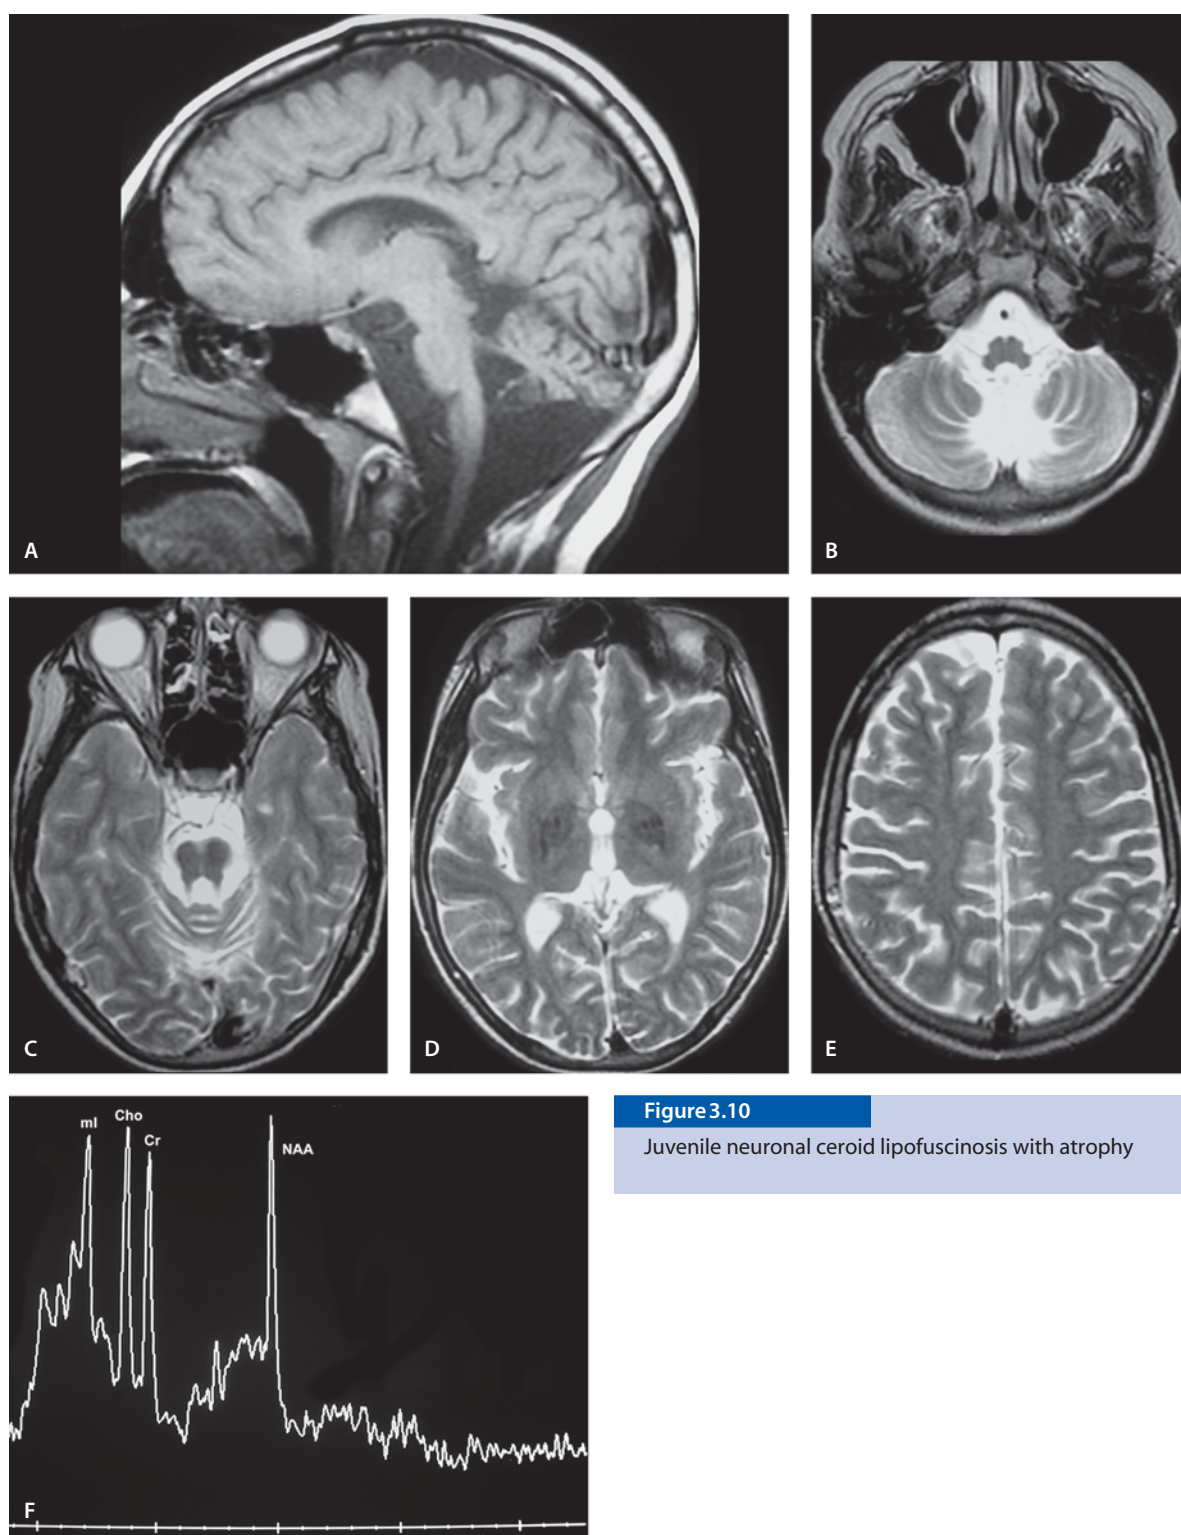 A
B
C
D
E
mI
Cho
Cr
NAA
F
Figure 3.10
Juvenile neuronal ceroid lipofuscinosis with atrophy